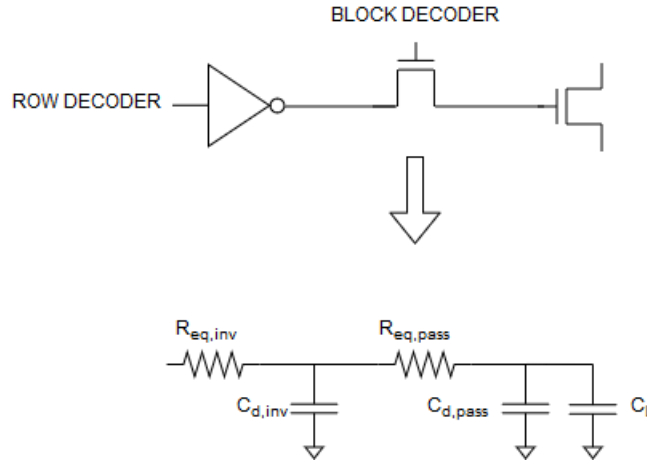 BLOCK DECODER
ROW DECODER
Req,inv
Req,pass
Cd,inv
Cd,pass